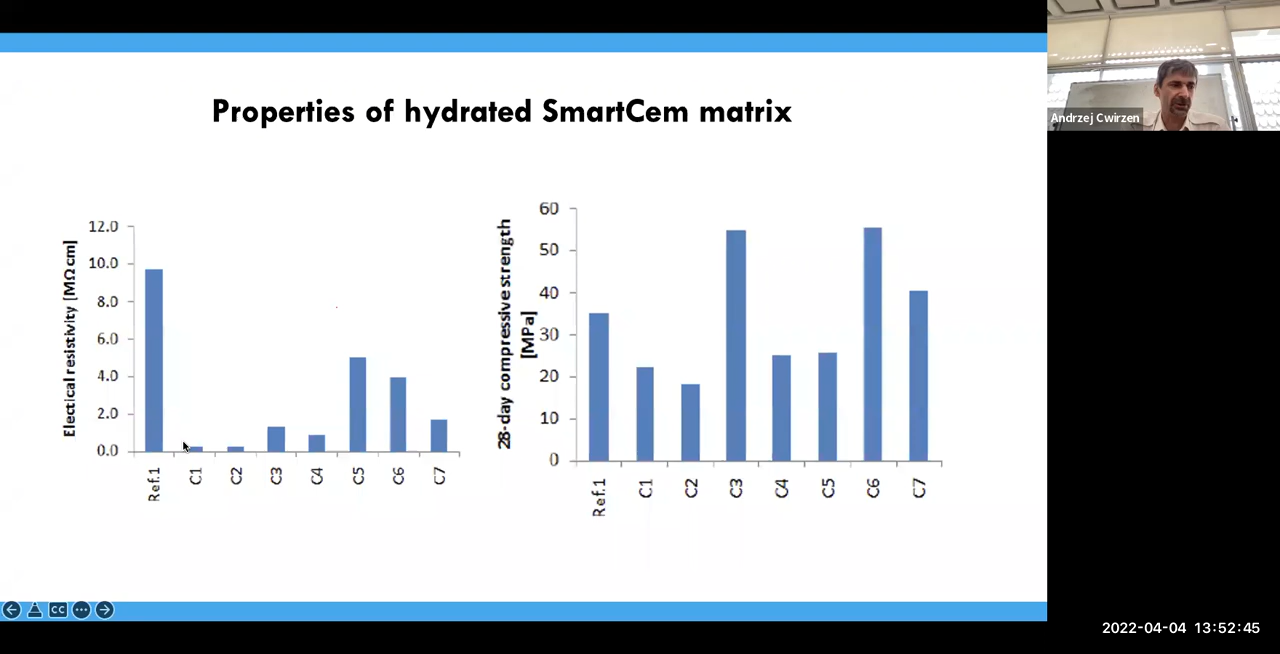 Properties of hydrated SmartCem matrix
Andrzej Cwirzen
Electical resistivity [MΩ cm]
12.0
10.0
8.0
6.0
4.0
2.0
0.0
Ref.1
C1
C2
C3
C4
C5
C6
C7
28-day compressive strength
[MPa]
60
50
40
30
20
10
0
Ref.1
C1
C2
C3
C4
C5
C6
C7
CC
2022-04-04 13:52:45